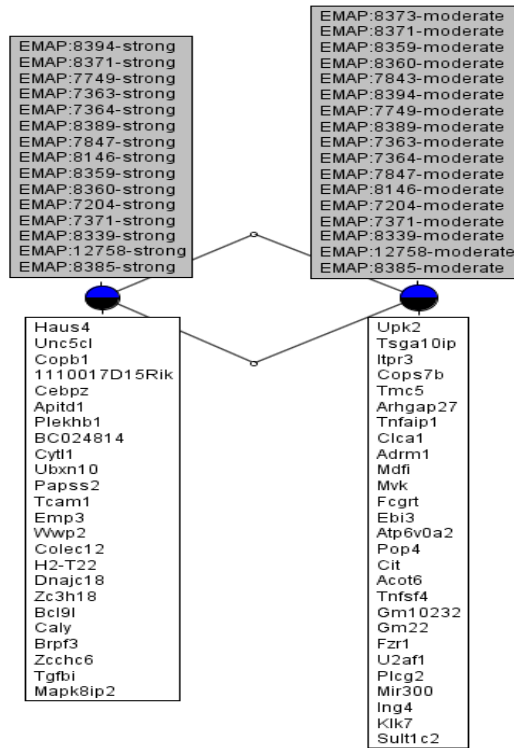 EMAP:8394-strong
EMAP:8371-strong
EMAP:7749-strong
EMAP:7363-strong
EMAP:7364-strong
EMAP:8389-strong
EMAP:7847-strong
EMAP:8146-strong
EMAP:8359-strong
EMAP:8360-strong
EMAP:7204-strong
EMAP:7371-strong
EMAP:8339-strong
EMAP:12758-strong
EMAP:8385-strong
EMAP:8373-moderate
EMAP:8371-moderate
EMAP:8359-moderate
EMAP:8360-moderate
EMAP:7843-moderate
EMAP:8394-moderate
EMAP:7749-moderate
EMAP:8389-moderate
EMAP:7363-moderate
EMAP:7364-moderate
EMAP:7847-moderate
EMAP:8146-moderate
EMAP:7204-moderate
EMAP:7371-moderate
EMAP:8339-moderate
EMAP:12758-moderate
EMAP:8385-moderate
Haus4
Unc5cl
Copb1
1110017D15Rik
Cebpz
Apitd1
Plekhb1
BC024814
Cytl1
Ubxn10
Papss2
Tcam1
Emp3
Wwp2
Colec12
H2-T22
Dnajc18
Zc3h18
Bcl9l
Caly
Brpf3
Zcchc6
Tgfbi
Mapk8ip2
Upk2
Tsga10ip
Itpr3
Cops7b
Tmc5
Arhgap27
Tnfaip1
Clca1
Adrm1
Mdfi
Mvk
Fcgrt
Ebi3
Atp6v0a2
Pop4
Cit
Acot6
Tnfsf4
Gm10232
Gm22
Fzr1
U2af1
Plcg2
Mir300
Ing4
Klk7
Sult1c2